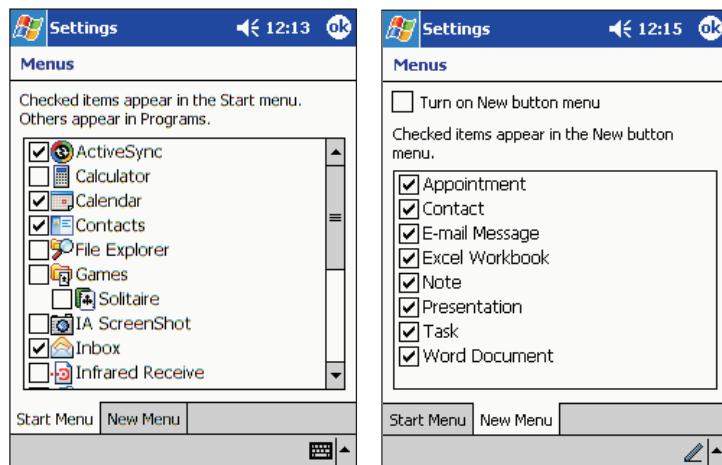 Settings 12:13 ok
Menus
Checked items appear in the Start menu.
Others appear in Programs.
ActiveSync
Calculator
Calendar
Contacts
File Explorer
Games
Solitaire
IA ScreenShot
Inbox
Infrared Receive
Start Menu New Menu
Settings 12:15 ok
Menus
Turn on New button menu
Checked items appear in the New button
menu.
Appointment
Contact
E-mail Message
Excel Workbook
Note
Presentation
Task
Word Document
Start Menu New Menu